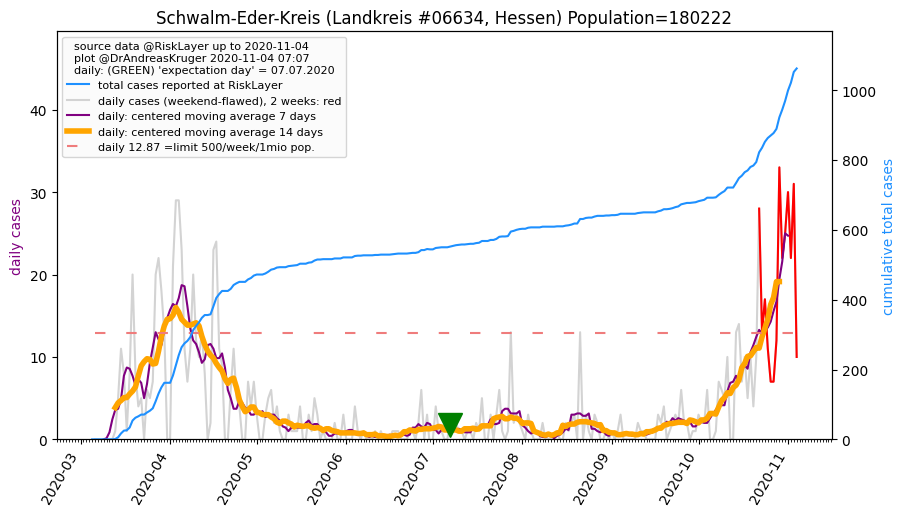 Schwalm-Eder-Kreis (Landkreis #06634, Hessen) Population=180222
source data @RiskLayer up to 2020-11-04
plot @DrAndreasKruger 2020-11-04 07:07
daily: (GREEN) 'expectation day' = 07.07.2020
total cases reported at RiskLayer
daily cases (weekend-flawed), 2 weeks: red
daily: centered moving average 7 days
daily: centered moving average 14 days
daily 12.87 =limit 500/week/1mio pop.
daily cases
40
30
20
10
0
cumulative total cases
1000
800
600
400
200
0
2020-03
2020-04
2020-05
2020-06
2020-07
2020-08
2020-09
2020-10
2020-11